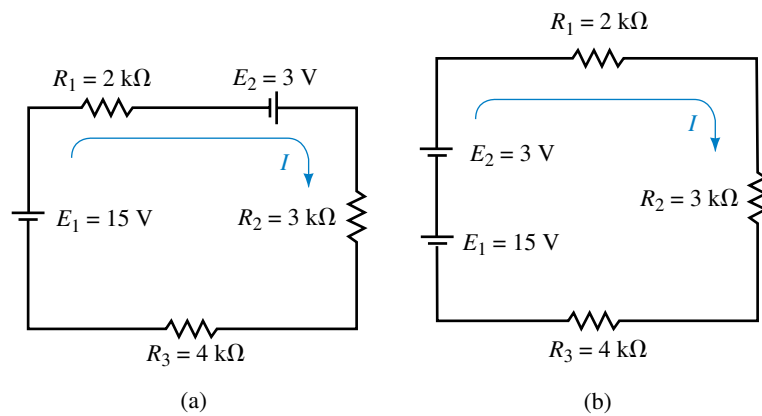 R₁ = 2 kΩ
E₂ = 3 V
I
E₁ = 15 V
R₂ = 3 kΩ
R₃ = 4 kΩ
(a)
R₁ = 2 kΩ
I
E₂ = 3 V
R₂ = 3 kΩ
E₁ = 15 V
R₃ = 4 kΩ
(b)